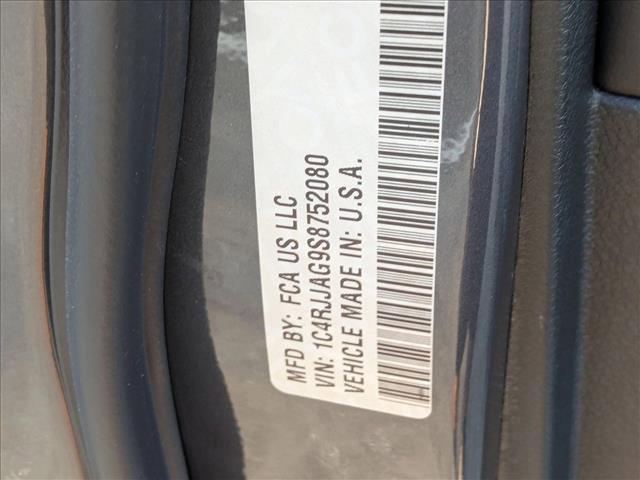 MFD BY: FCA US LLC
VIN: 1C4RJJAG9S8752080
VEHICLE MADE IN: U.S.A.